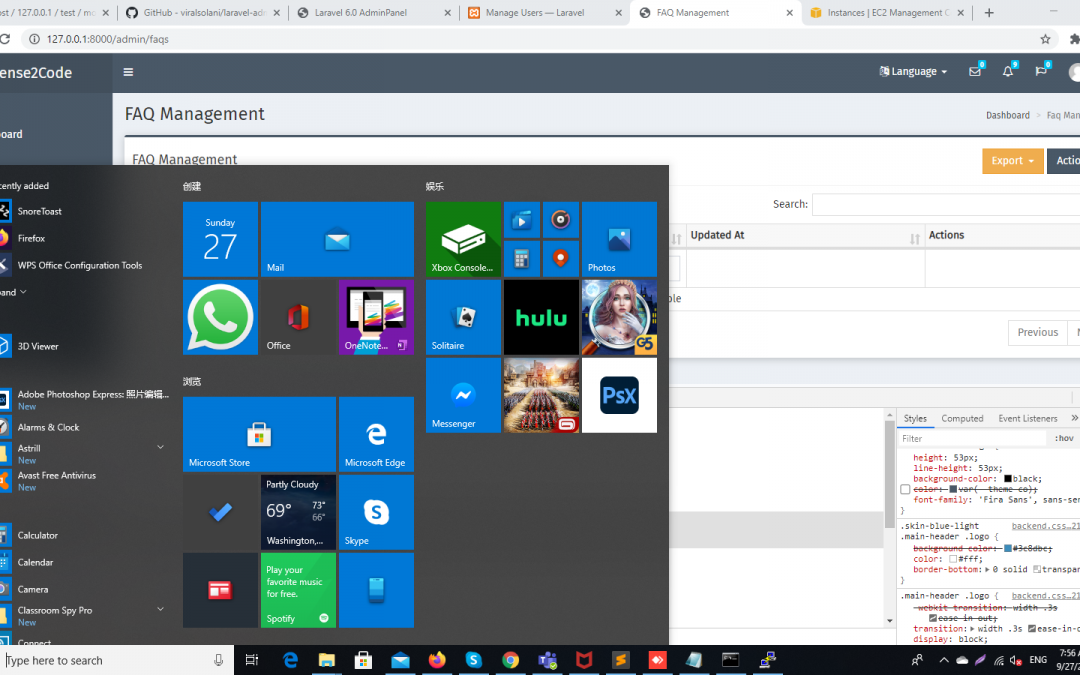 ost / 127.0.0.1 / test / mo
GitHub - viralsolani/laravel-adm
Laravel 6.0 AdminPanel
Manage Users — Laravel
FAQ Management
Instances | EC2 Management C
127.0.0.1:8000/admin/faqs
ense2Code
Language
0
9
0
FAQ Management
Dashboard > Faq Man
oard
FAQ Management
Export
Actio
Search:
Updated At
Actions
ble
Previous
N
cently added
SnoreToast
Firefox
WPS Office Configuration Tools
pand
3D Viewer
Adobe Photoshop Express: 照片编辑...
New
Alarms & Clock
Astrill
New
Avast Free Antivirus
New
Calculator
Calendar
Camera
Classroom Spy Pro
New
Connect
创建
Sunday
27
Mail
Office
OneNote...
浏览
Microsoft Store
Microsoft Edge
Partly Cloudy
69°
73°
66°
Washington,...
Skype
Play your
favorite music
for free.
Spotify
娱乐
Xbox Console...
Photos
Solitaire
hulu
G5
Messenger
PsX
Styles
Computed
Event Listeners
»
Filter
:hov
height: 53px;
line-height: 53px;
background-color: black;
color: var(--theme-co);
font-family: 'Fira Sans', sans-ser
}
.skin-blue-light
backend.css…21
.main-header .logo {
background-color: #3c8dbc;
color: #fff;
border-bottom: 0 solid transpar
}
.main-header .logo {
backend.css…21
-webkit-transition: width .3s
ease-in-out;
transition: width .3s ease-in-o
display: block;
Type here to search
ENG
7:56 A
9/27/2